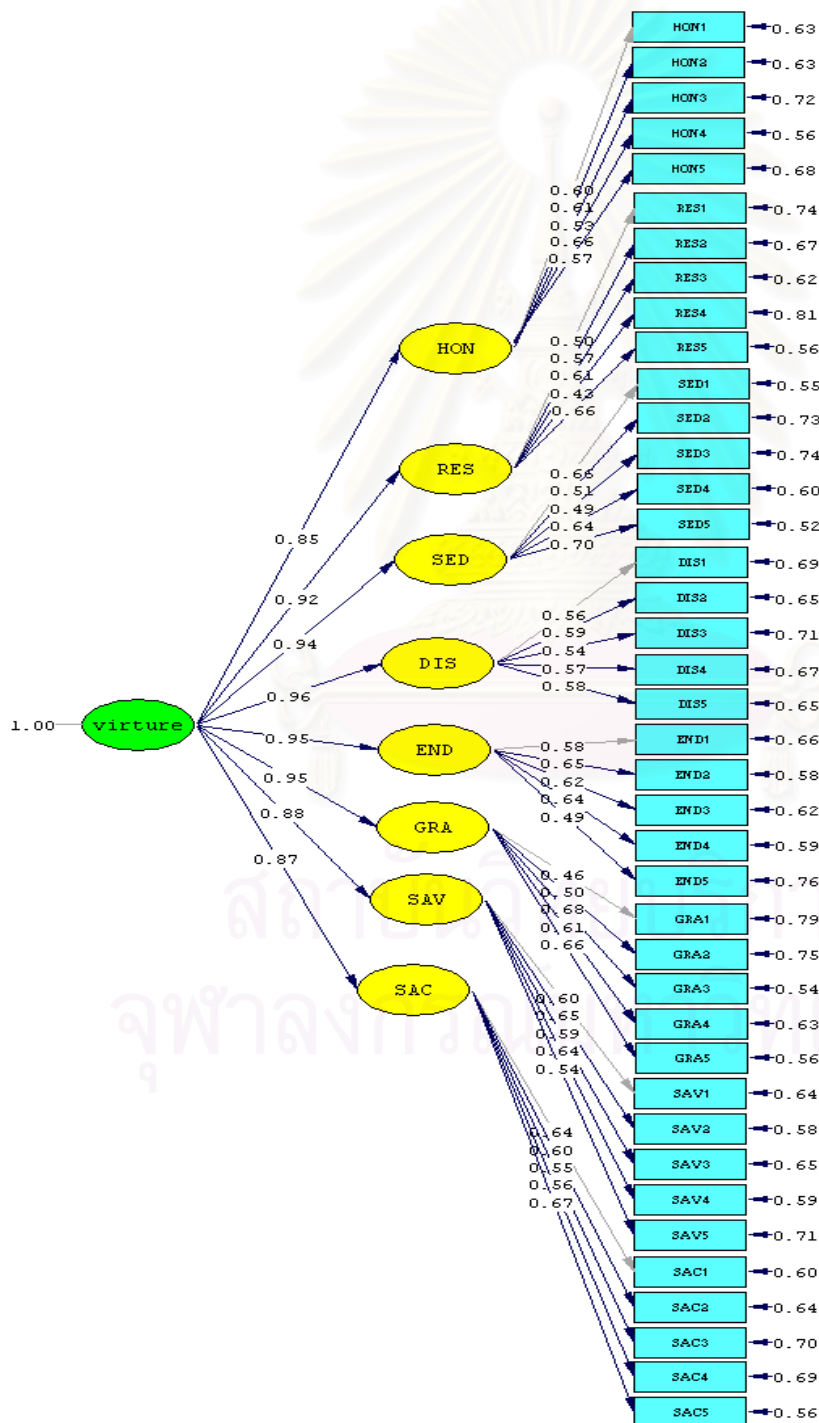 HON1 0.63
HON2 0.63
HON3 0.72
HON4 0.56
HON5 0.68
0.60
0.61
0.53
0.66
0.57
RES1 0.74
RES2 0.67
RES3 0.62
RES4 0.81
RES5 0.56
HON
0.50
0.57
0.61
0.43
0.66
SED1 0.55
SED2 0.73
SED3 0.74
SED4 0.60
SED5 0.52
RES
0.66
0.51
0.49
0.64
0.70
0.85
SED
DIS1 0.69
DIS2 0.65
DIS3 0.71
DIS4 0.67
DIS5 0.65
0.92
0.94
0.56
0.59
0.54
0.57
0.58
DIS
0.96
1.00 virture
0.95
END
END1 0.66
END2 0.58
END3 0.62
END4 0.59
END5 0.76
0.58
0.65
0.62
0.64
0.49
0.95
GRA
0.88
0.87
SAV
0.46
0.50
0.68
0.61
0.66
GRA1 0.79
GRA2 0.75
GRA3 0.54
GRA4 0.63
GRA5 0.56
SAC
0.60
0.65
0.59
0.64
0.54
SAV1 0.64
SAV2 0.58
SAV3 0.65
SAV4 0.59
SAV5 0.71
0.64
0.60
0.55
0.56
0.67
SAC1 0.60
SAC2 0.64
SAC3 0.70
SAC4 0.69
SAC5 0.56